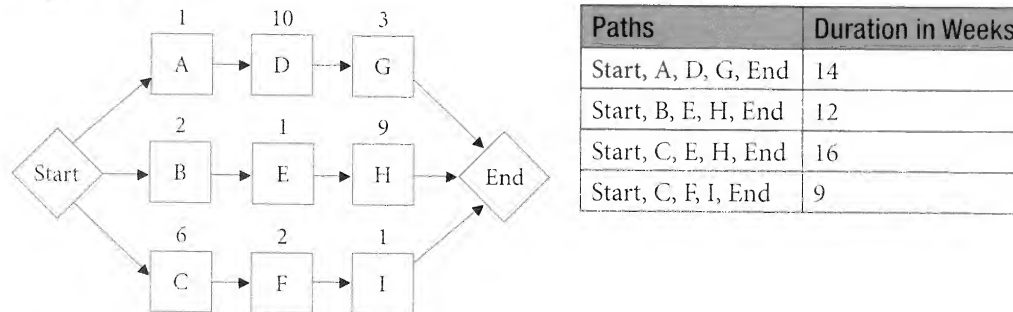 1 10 3
A D G
2 1 9
Start B E H End
6 2 1
C F I
Paths Duration in Weeks
Start, A, D, G, End 14
Start, B, E, H, End 12
Start, C, E, H, End 16
Start, C, F, I, End 9